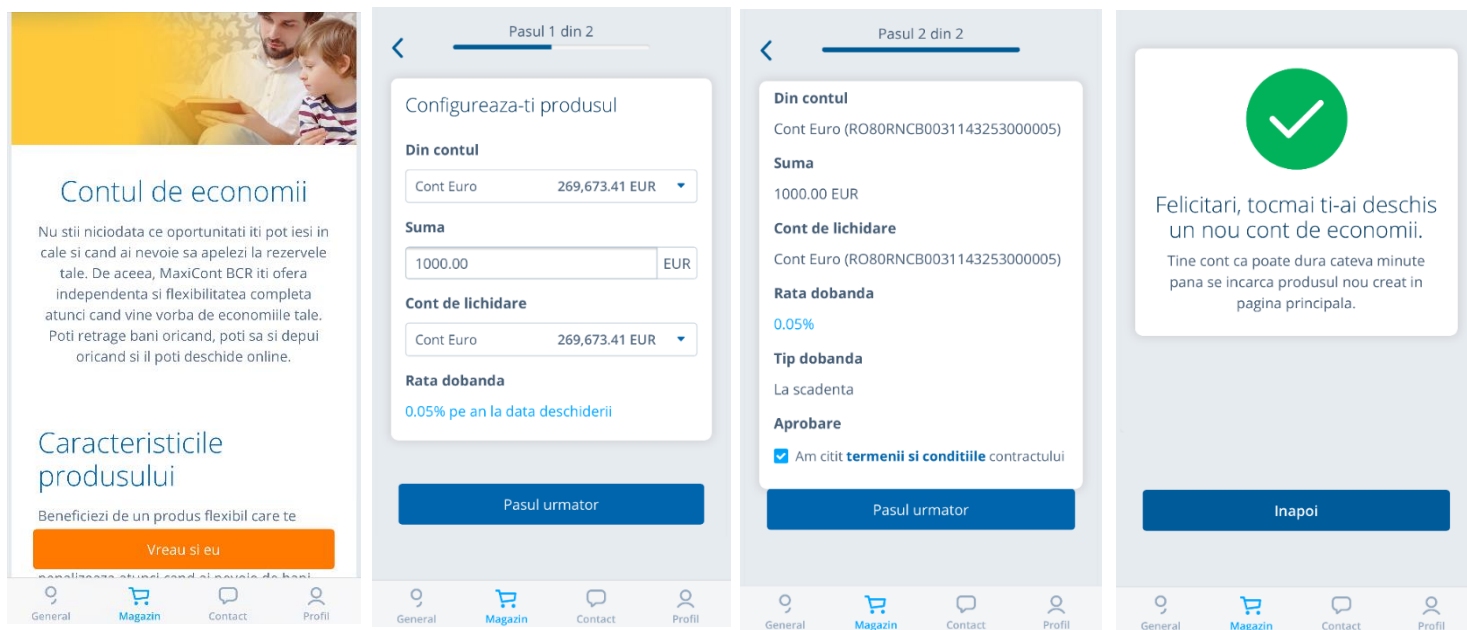 Contul de economii
Nu stii niciodata ce oportunitati iti pot iesi in
cale si cand ai nevoie sa apelezi la rezervele
tale. De aceea, MaxiCont BCR iti ofera
independenta si flexibilitatea completa
atunci cand vine vorba de economiile tale.
Poti retrage bani oricand, poti sa si depui
oricand si il poti deschide online.
Caracteristicile
produsului
Beneficiezi de un produs flexibil care te
Vreau si eu
penalizeaza atunci cand ai nevoie de bani
General Magazin Contact Profil
Pasul 1 din 2
Configureaza-ti produsul
Din contul
Cont Euro 269,673.41 EUR
Suma
1000.00 EUR
Cont de lichidare
Cont Euro 269,673.41 EUR
Rata dobanda
0.05% pe an la data deschiderii
Pasul urmator
General Magazin Contact Profil
Pasul 2 din 2
Din contul
Cont Euro (RO80RNCB0031143253000005)
Suma
1000.00 EUR
Cont de lichidare
Cont Euro (RO80RNCB0031143253000005)
Rata dobanda
0.05%
Tip dobanda
La scadenta
Aprobare
Am citit termenii si conditiile contractului
Pasul urmator
General Magazin Contact Profil
Felicitari, tocmai ti-ai deschis
un nou cont de economii.
Tine cont ca poate dura cateva minute
pana se incarca produsul nou creat in
pagina principala.
Inapoi
General Magazin Contact Profil